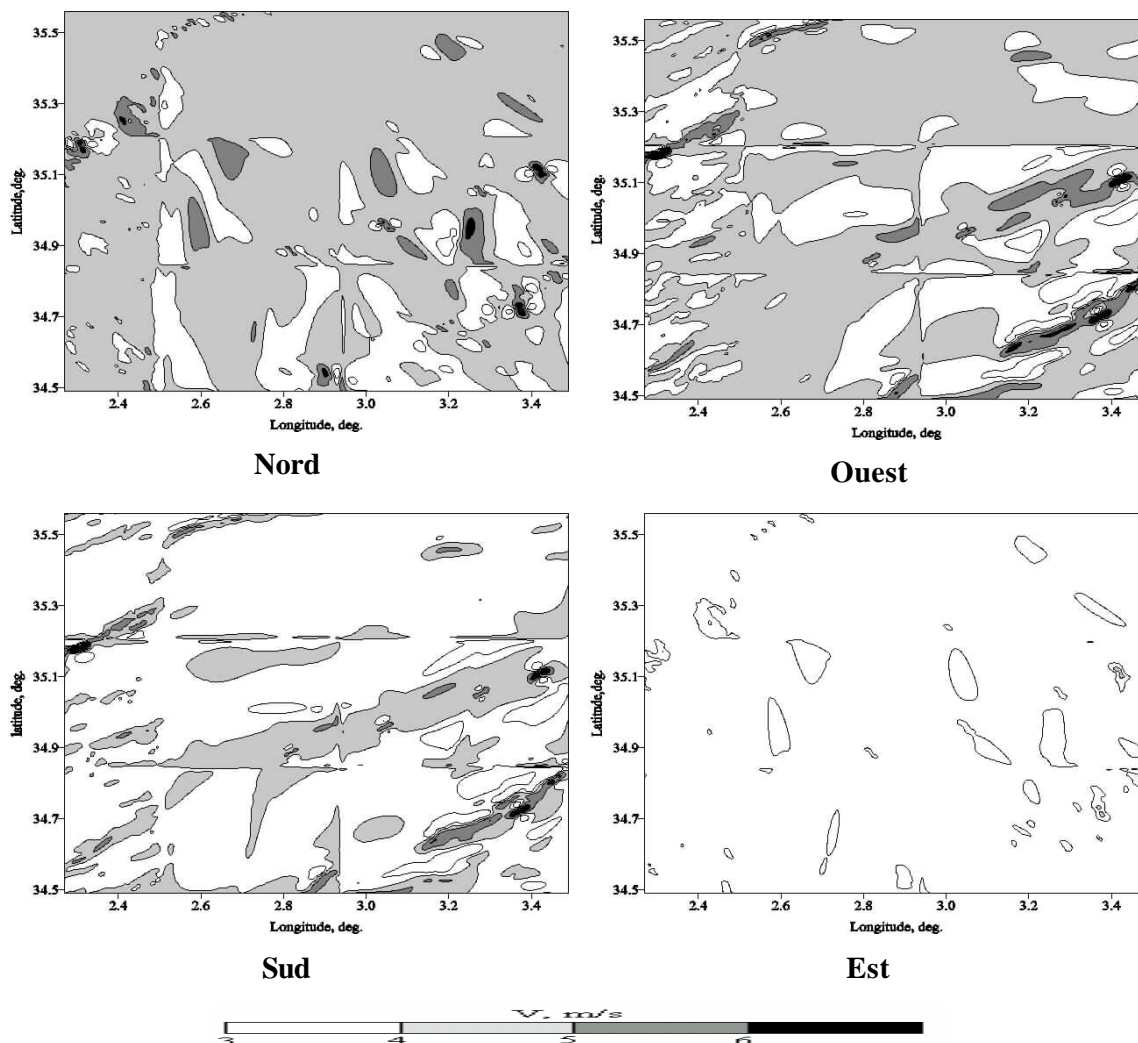 35.5
35.3
35.1
34.9
34.7
34.5
Latitude,deg.
2.4 2.6 2.8 3.0 3.2 3.4
Longitude, deg.
Nord
35.5
35.3
35.1
34.9
34.7
34.5
Latitude, deg.
2.4 2.6 2.8 3.0 3.2 3.4
Longitude, deg
Ouest
35.5
35.3
35.1
34.9
34.7
34.5
latitude, deg.
2.4 2.6 2.8 3.0 3.2 3.4
Longitude, deg.
Sud
35.5
35.3
35.1
34.9
34.7
34.5
Latitude,deg.
2.4 2.6 2.8 3.0 3.2 3.4
Longitude, deg.
Est
V, m/s
3 4 5 6